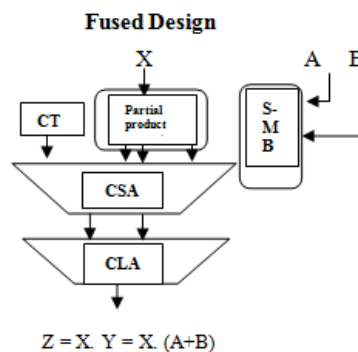 Fused Design
X
A B
CT
Partial
product
S-
M
B
CSA
CLA
Z = X. Y = X. (A+B)